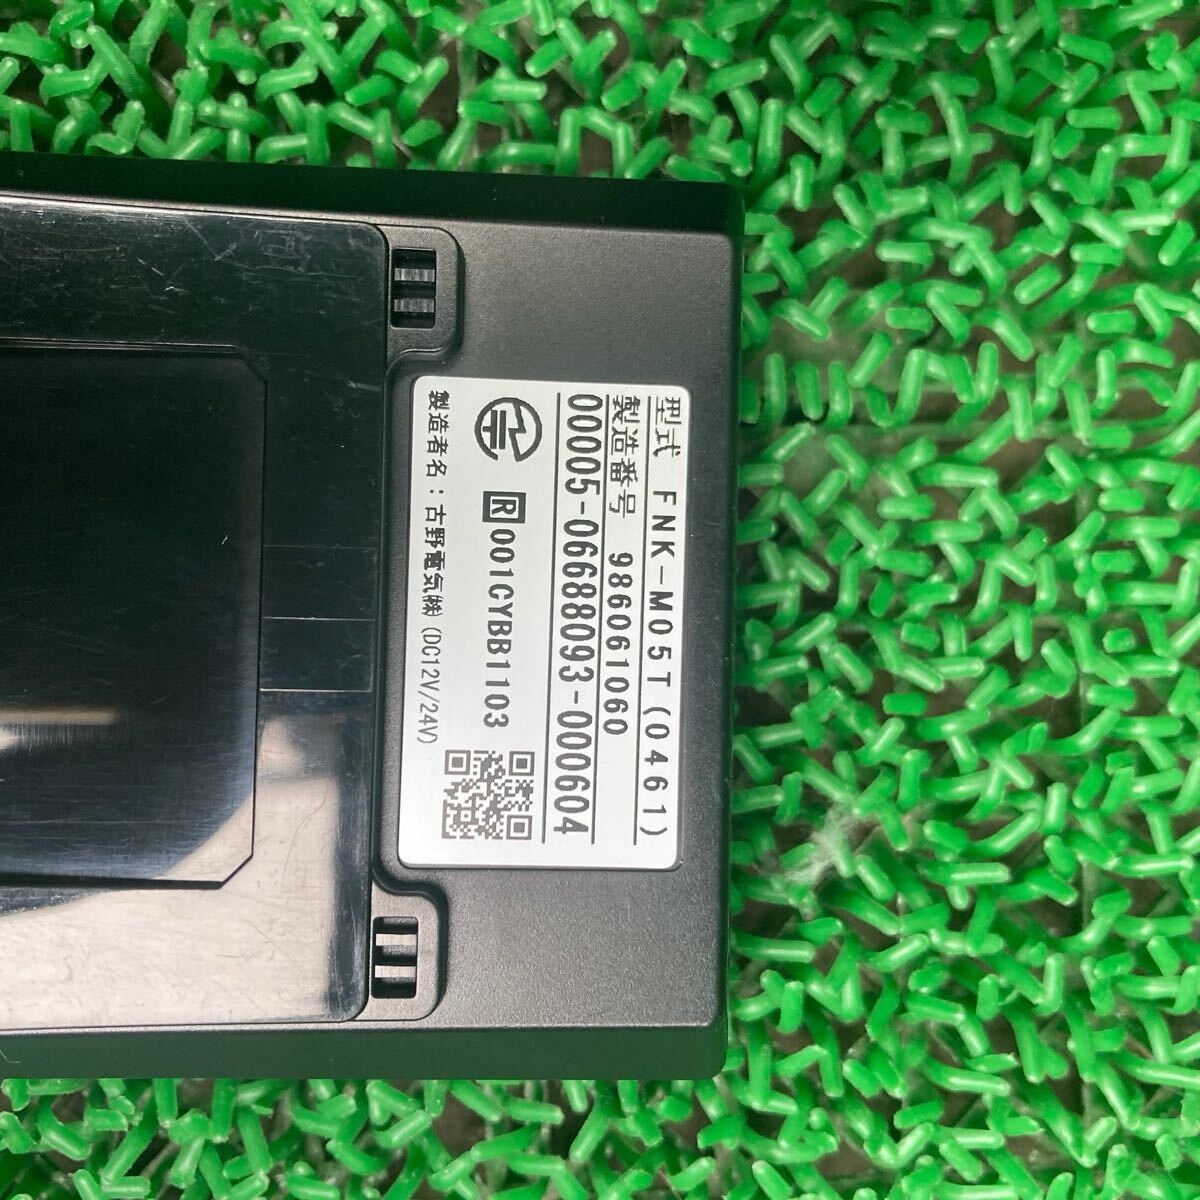 型式 FNK-M05T(0461)
製造番号 986061060
00005-06688093-000604
R 001CYBB1103
製造者名:古野電気㈱(DC12V/24V)